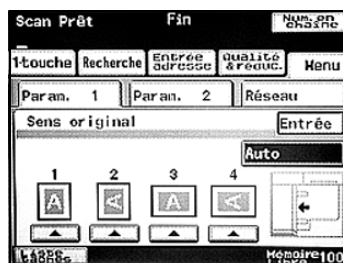 Scan Prêt Fin Num.en chaîne
1-touche Recherche Entrée adresse Qualité &réduc. Menu
Param. 1 Param. 2 Réseau
Sens original Entrée
Auto
1 2 3 4
A A A A
Mémoire Libre 100